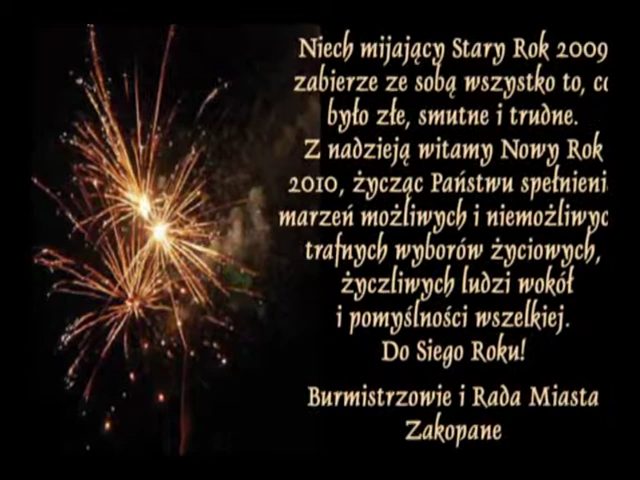 Niech mijający Stary Rok 2009
zabierze ze sobą wszystko to, co
było złe, smutne i trudne.
Z nadzieją witamy Nowy Rok
2010, życząc Państwu spełnieni
marzeń możliwych i niemożliwyc
trafnych wyborów życiowych,
życzliwych ludzi wokół
i pomyślności wszelkiej.
Do Siego Roku!
Burmistrzowie i Rada Miasta
Zakopane